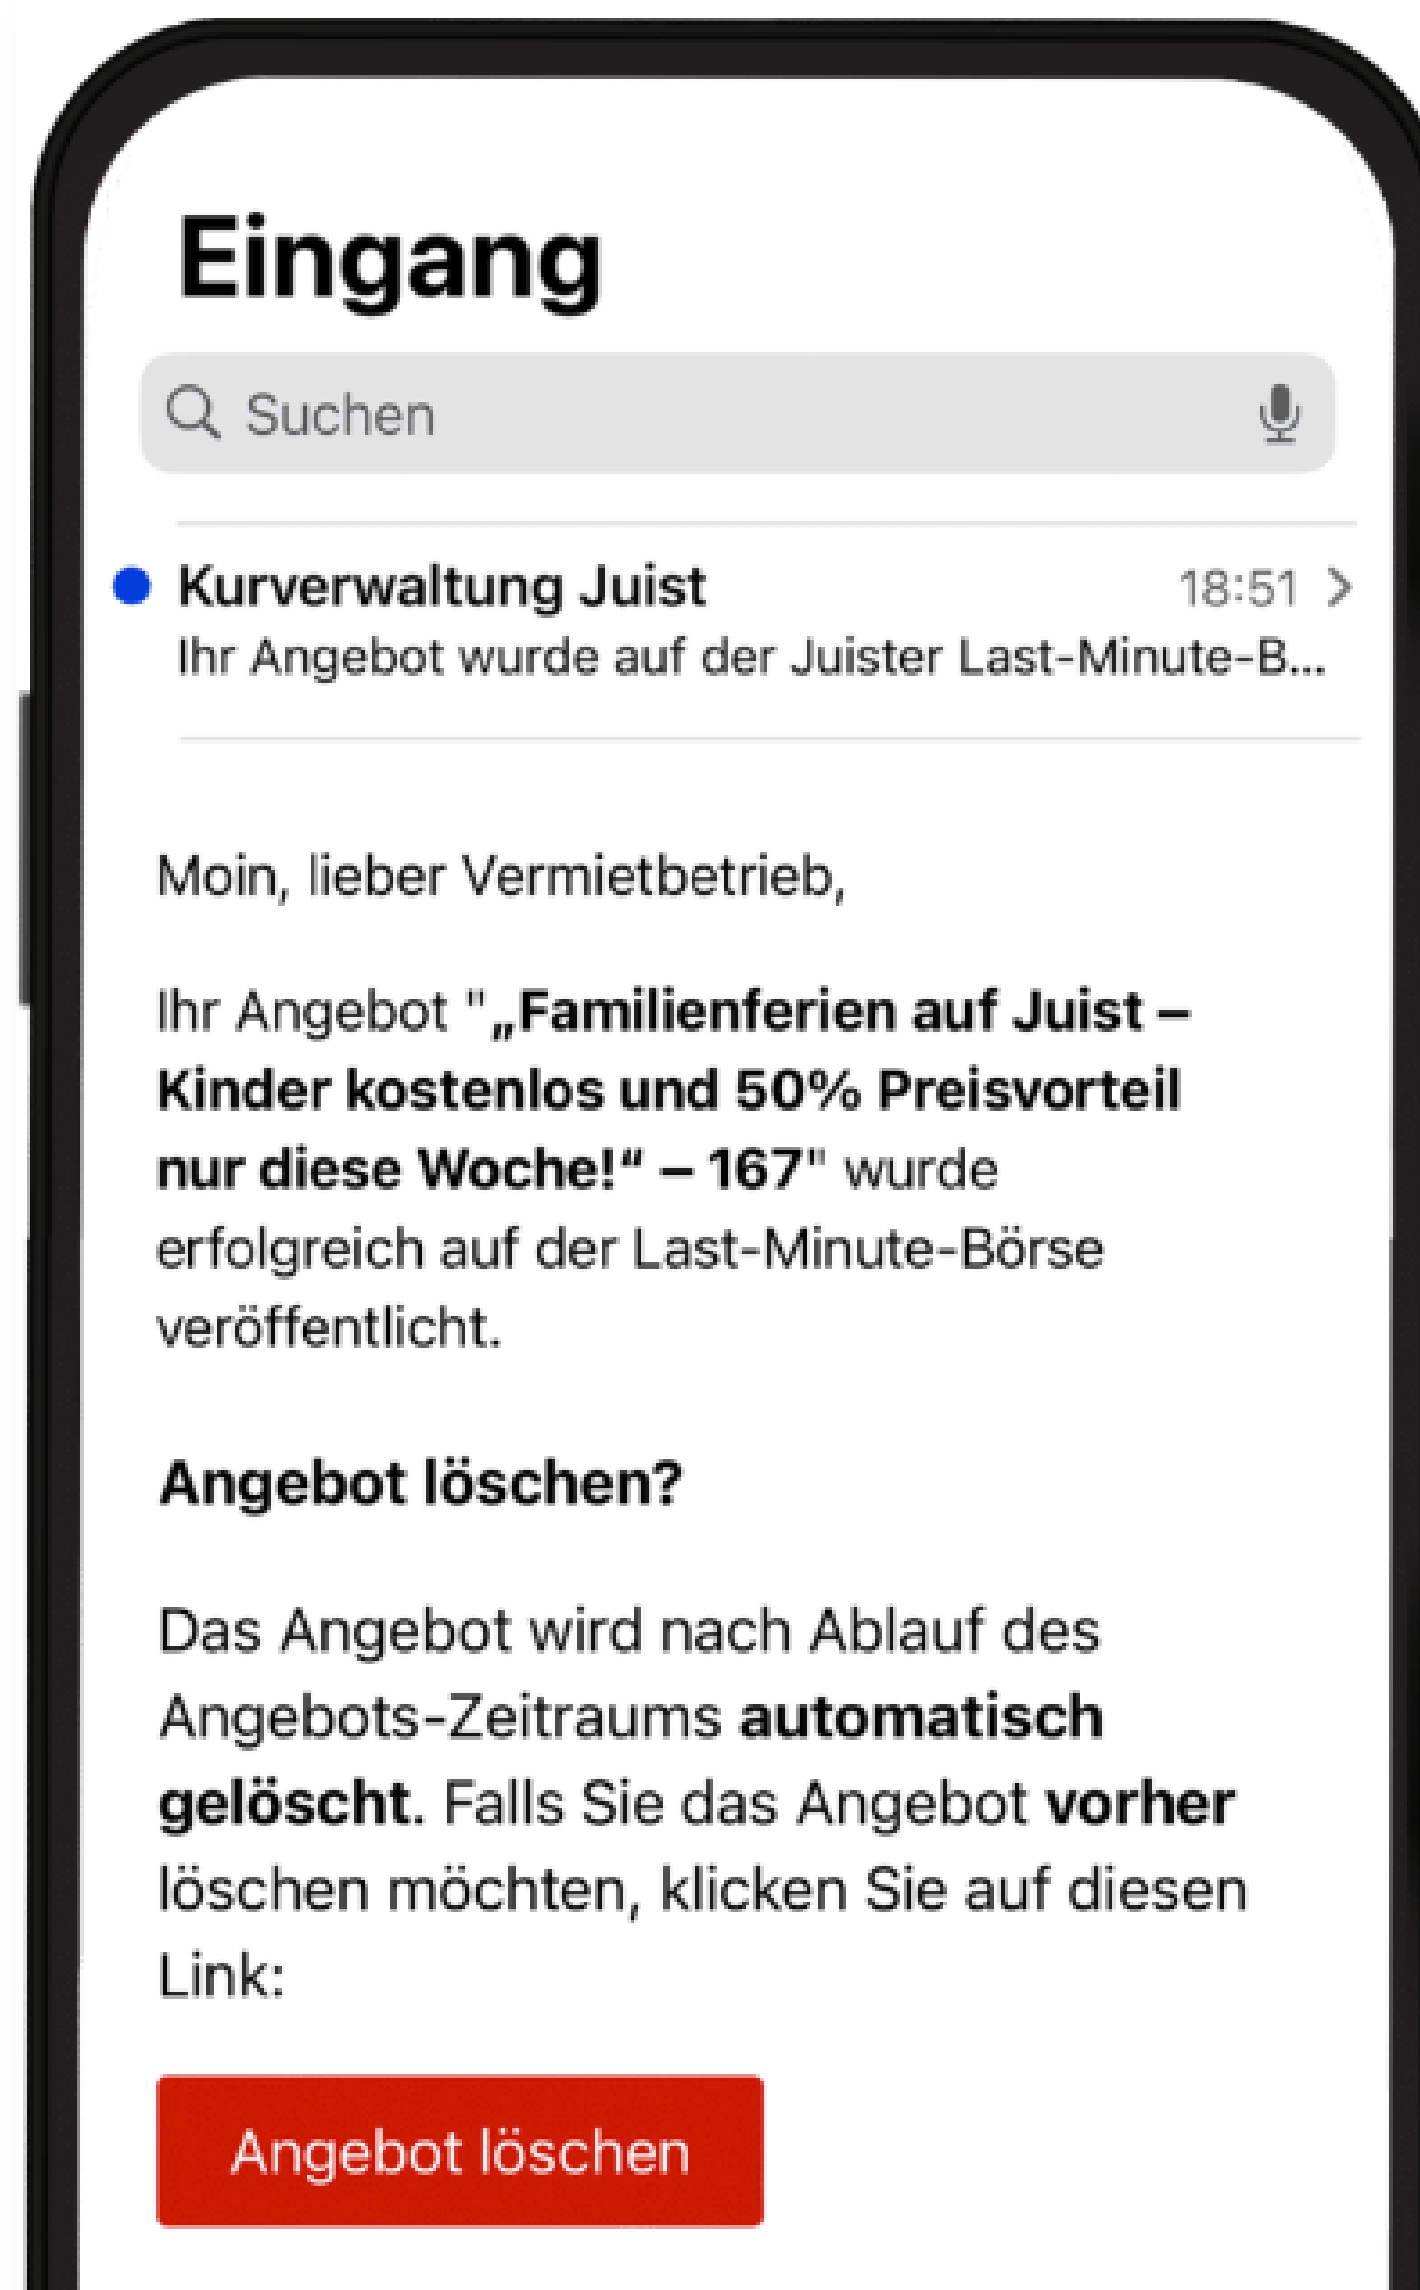 Eingang
Suchen
Kurverwaltung Juist 18:51
Ihr Angebot wurde auf der Juister Last-Minute-B...
Moin, lieber Vermietbetrieb,
Ihr Angebot "„Familienferien auf Juist –
Kinder kostenlos und 50% Preisvorteil
nur diese Woche!“ – 167" wurde
erfolgreich auf der Last-Minute-Börse
veröffentlicht.
Angebot löschen?
Das Angebot wird nach Ablauf des
Angebots-Zeitraums automatisch
gelöscht. Falls Sie das Angebot vorher
löschen möchten, klicken Sie auf diesen
Link:
Angebot löschen